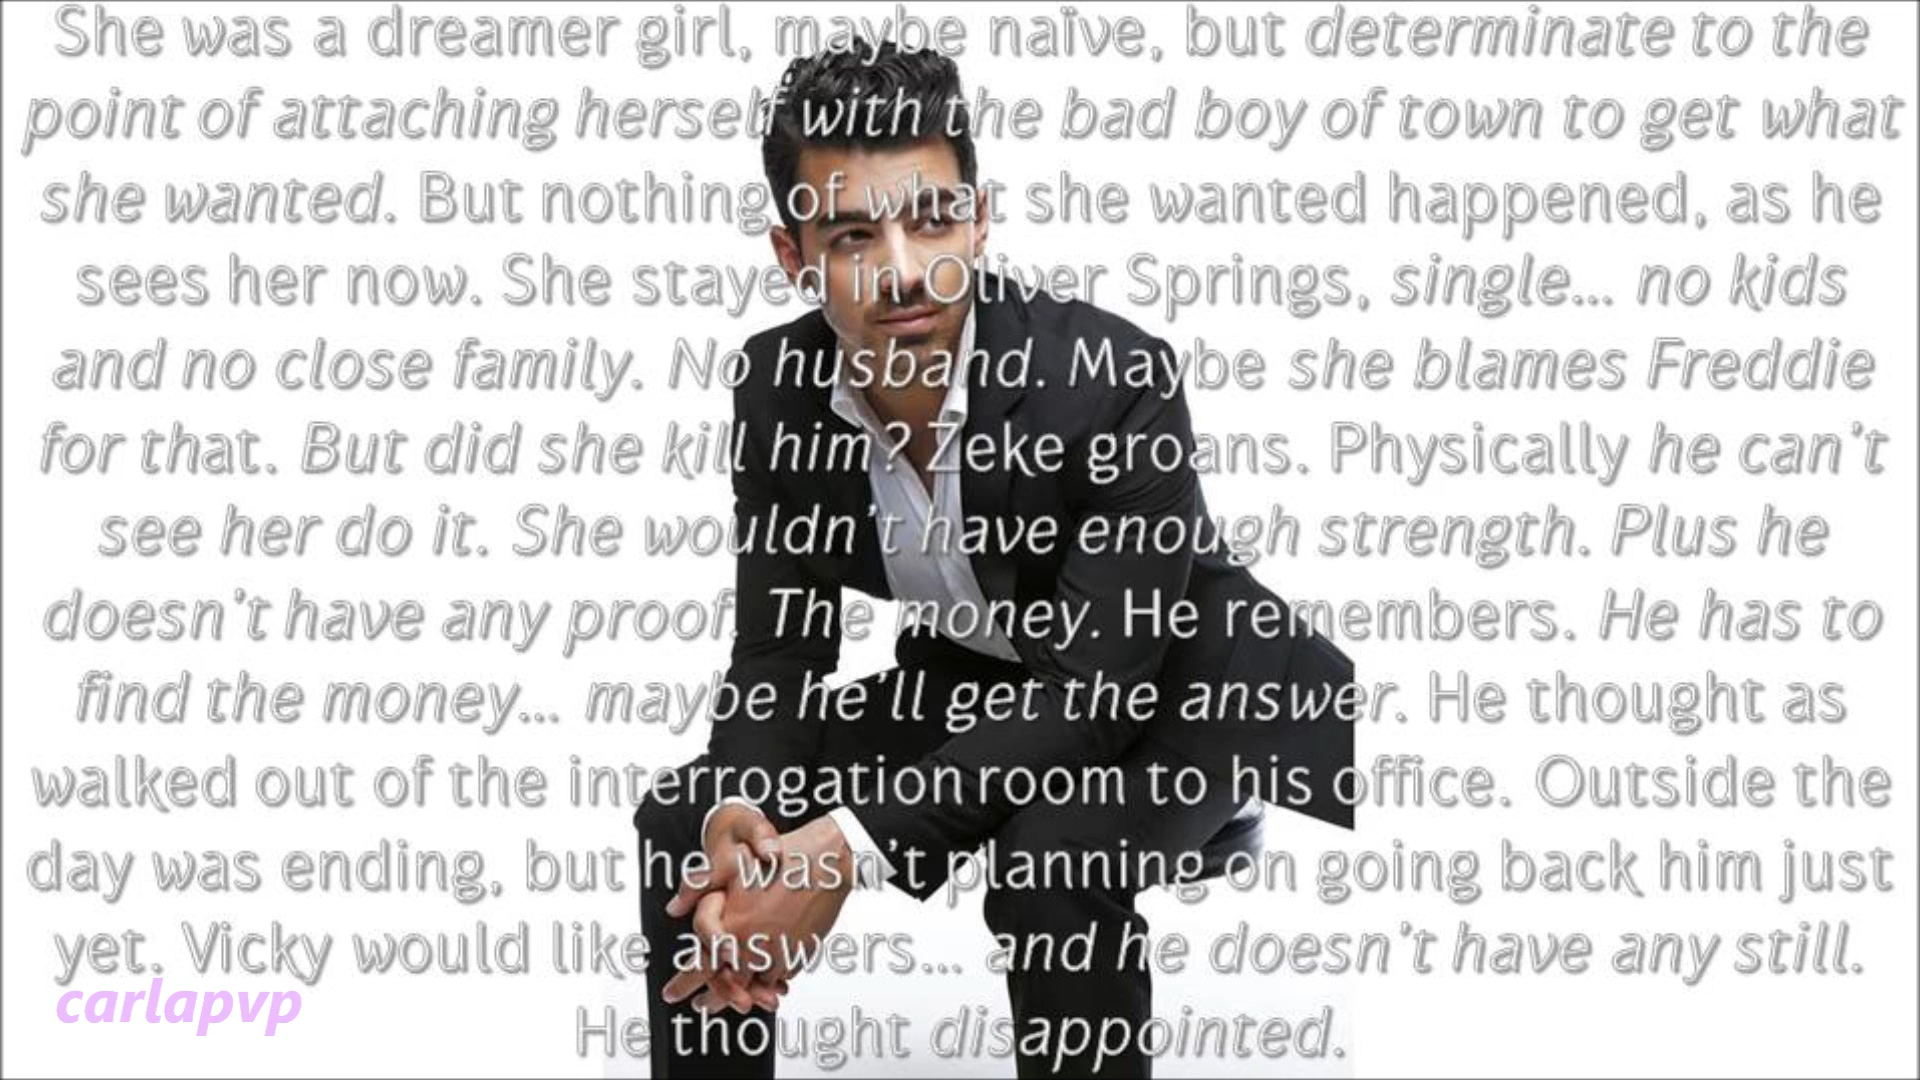 She was a dreamer girl, maybe naïve, but determinate to the
point of attaching herself with the bad boy of town to get what
she wanted. But nothing of what she wanted happened, as he
sees her now. She stayed in Oliver Springs, single... no kids
and no close family. No husband. Maybe she blames Freddie
for that. But did she kill him? Zeke groans. Physically he can't
see her do it. She wouldn't have enough strength. Plus he
doesn't have any proof. The money. He remembers. He has to
find the money... maybe he'll get the answer. He thought as
walked out of the interrogation room to his office. Outside the
day was ending, but he wasn't planning on going back him just
yet. Vicky would like answers... and he doesn't have any still.
He thought disappointed.
carlapvp